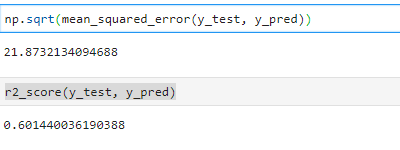 np.sqrt(mean_squared_error(y_test, y_pred))
21.8732134094688
r2_score(y_test, y_pred)
0.601440036190388